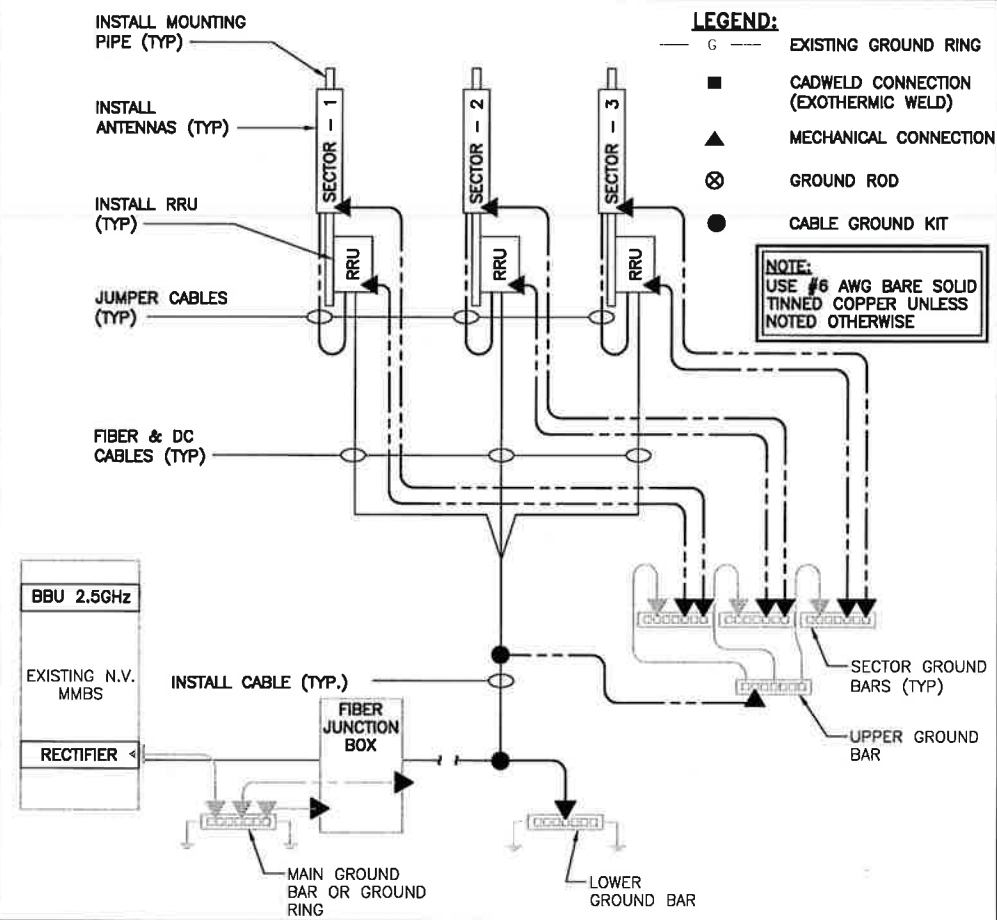 INSTALL MOUNTING
PIPE (TYP)
INSTALL
ANTENNAS (TYP)
INSTALL RRU
(TYP)
JUMPER CABLES
(TYP)
FIBER & DC
CABLES (TYP)
SECTOR - 1
SECTOR - 2
SECTOR - 3
RRU
RRU
RRU
LEGEND:
G EXISTING GROUND RING
CADWELD CONNECTION
(EXOTHERMIC WELD)
MECHANICAL CONNECTION
GROUND ROD
CABLE GROUND KIT
NOTE:
USE #6 AWG BARE SOLID
TINNED COPPER UNLESS
NOTED OTHERWISE
BBU 2.5GHz
EXISTING N.V.
MMBS
RECTIFIER
INSTALL CABLE (TYP.)
FIBER
JUNCTION
BOX
SECTOR GROUND
BARS (TYP)
UPPER GROUND
BAR
MAIN GROUND
BAR OR GROUND
RING
LOWER
GROUND BAR